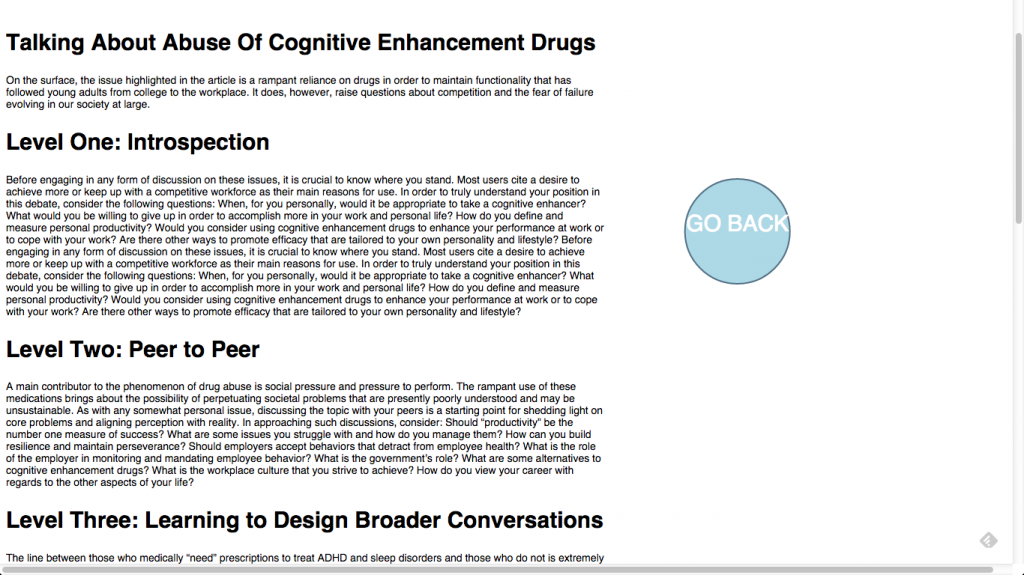 Talking About Abuse Of Cognitive Enhancement Drugs
On the surface, the issue highlighted in the article is a rampant reliance on drugs in order to maintain functionality that has
followed young adults from college to the workplace. It does, however, raise questions about competition and the fear of failure
evolving in our society at large.
Level One: Introspection
Before engaging in any form of discussion on these issues, it is crucial to know where you stand. Most users cite a desire to
achieve more or keep up with a competitive workforce as their main reasons for use. In order to truly understand your position in
this debate, consider the following questions: When, for you personally, would it be appropriate to take a cognitive enhancer?
What would you be willing to give up in order to accomplish more in your work and personal life? How do you define and
measure personal productivity? Would you consider using cognitive enhancement drugs to enhance your performance at work or
to cope with your work? Are there other ways to promote efficacy that are tailored to your own personality and lifestyle? Before
engaging in any form of discussion on these issues, it is crucial to know where you stand. Most users cite a desire to achieve
more or keep up with a competitive workforce as their main reasons for use. In order to truly understand your position in this
debate, consider the following questions: When, for you personally, would it be appropriate to take a cognitive enhancer? What
would you be willing to give up in order to accomplish more in your work and personal life? How do you define and measure
personal productivity? Would you consider using cognitive enhancement drugs to enhance your performance at work or to cope
with your work? Are there other ways to promote efficacy that are tailored to your own personality and lifestyle?
GO BACK
Level Two: Peer to Peer
A main contributor to the phenomenon of drug abuse is social pressure and pressure to perform. The rampant use of these
medications brings about the possibility of perpetuating societal problems that are presently poorly understood and may be
unsustainable. As with any somewhat personal issue, discussing the topic with your peers is a starting point for shedding light on
core problems and aligning perception with reality. In approaching such discussions, consider: Should “productivity” be the
number one measure of success? What are some issues you struggle with and how do you manage them? How can you build
resilience and maintain perseverance? Should employers accept behaviors that detract from employee health? What is the role
of the employer in monitoring and mandating employee behavior? What is the government’s role? What are some alternatives to
cognitive enhancement drugs? What is the workplace culture that you strive to achieve? How do you view your career with
regards to the other aspects of your life?
Level Three: Learning to Design Broader Conversations
The line between those who medically “need” prescriptions to treat ADHD and sleep disorders and those who do not is extremely